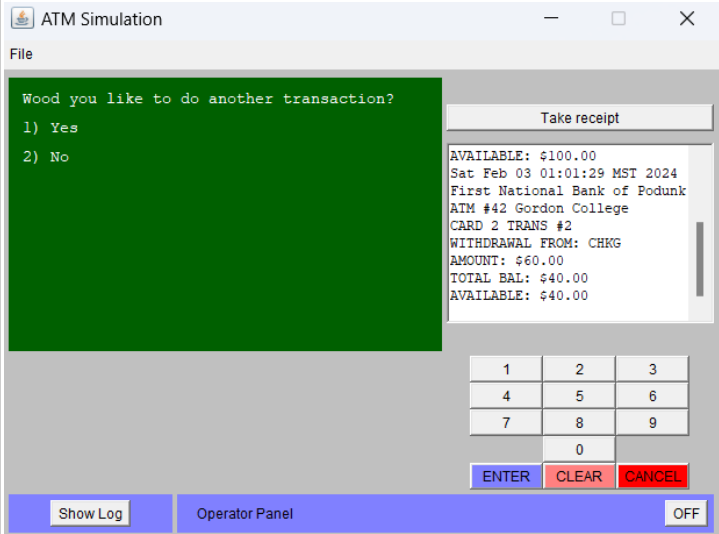 ATM Simulation
File
Wood you like to do another transaction?
1) Yes
2) No
Take receipt
AVAILABLE: $100.00
Sat Feb 03 01:01:29 MST 2024
First National Bank of Podunk
ATM #42 Gordon College
CARD 2 TRANS #2
WITHDRAWAL FROM: CHKG
AMOUNT: $60.00
TOTAL BAL: $40.00
AVAILABLE: $40.00
1 2 3
4 5 6
7 8 9
0
ENTER CLEAR CANCEL
Show Log Operator Panel OFF